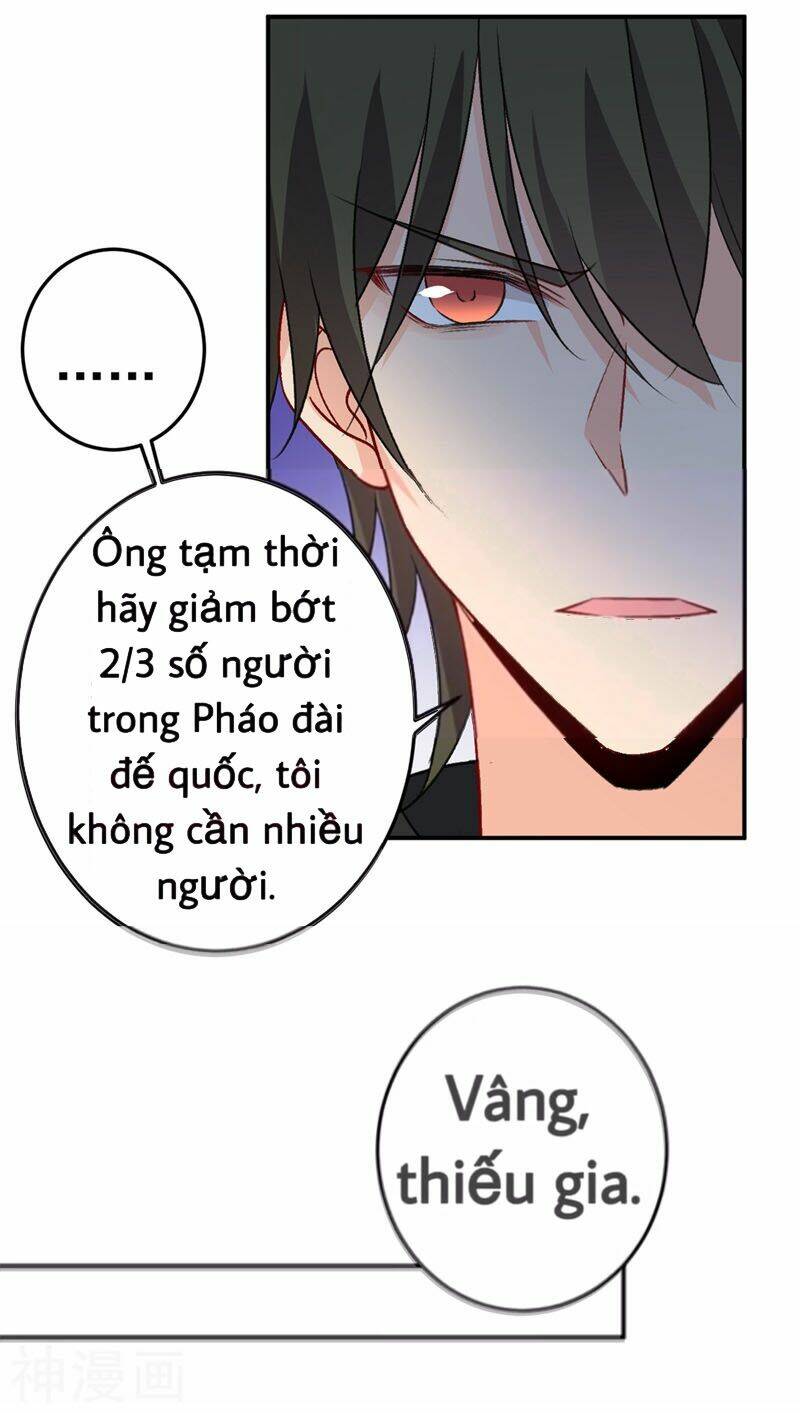 ......
Ông tạm thời
hãy giảm bớt
2/3 số người
trong Pháo đài
đế quốc, tôi
không cần nhiều
người.
Vâng,
thiếu gia.
神漫画